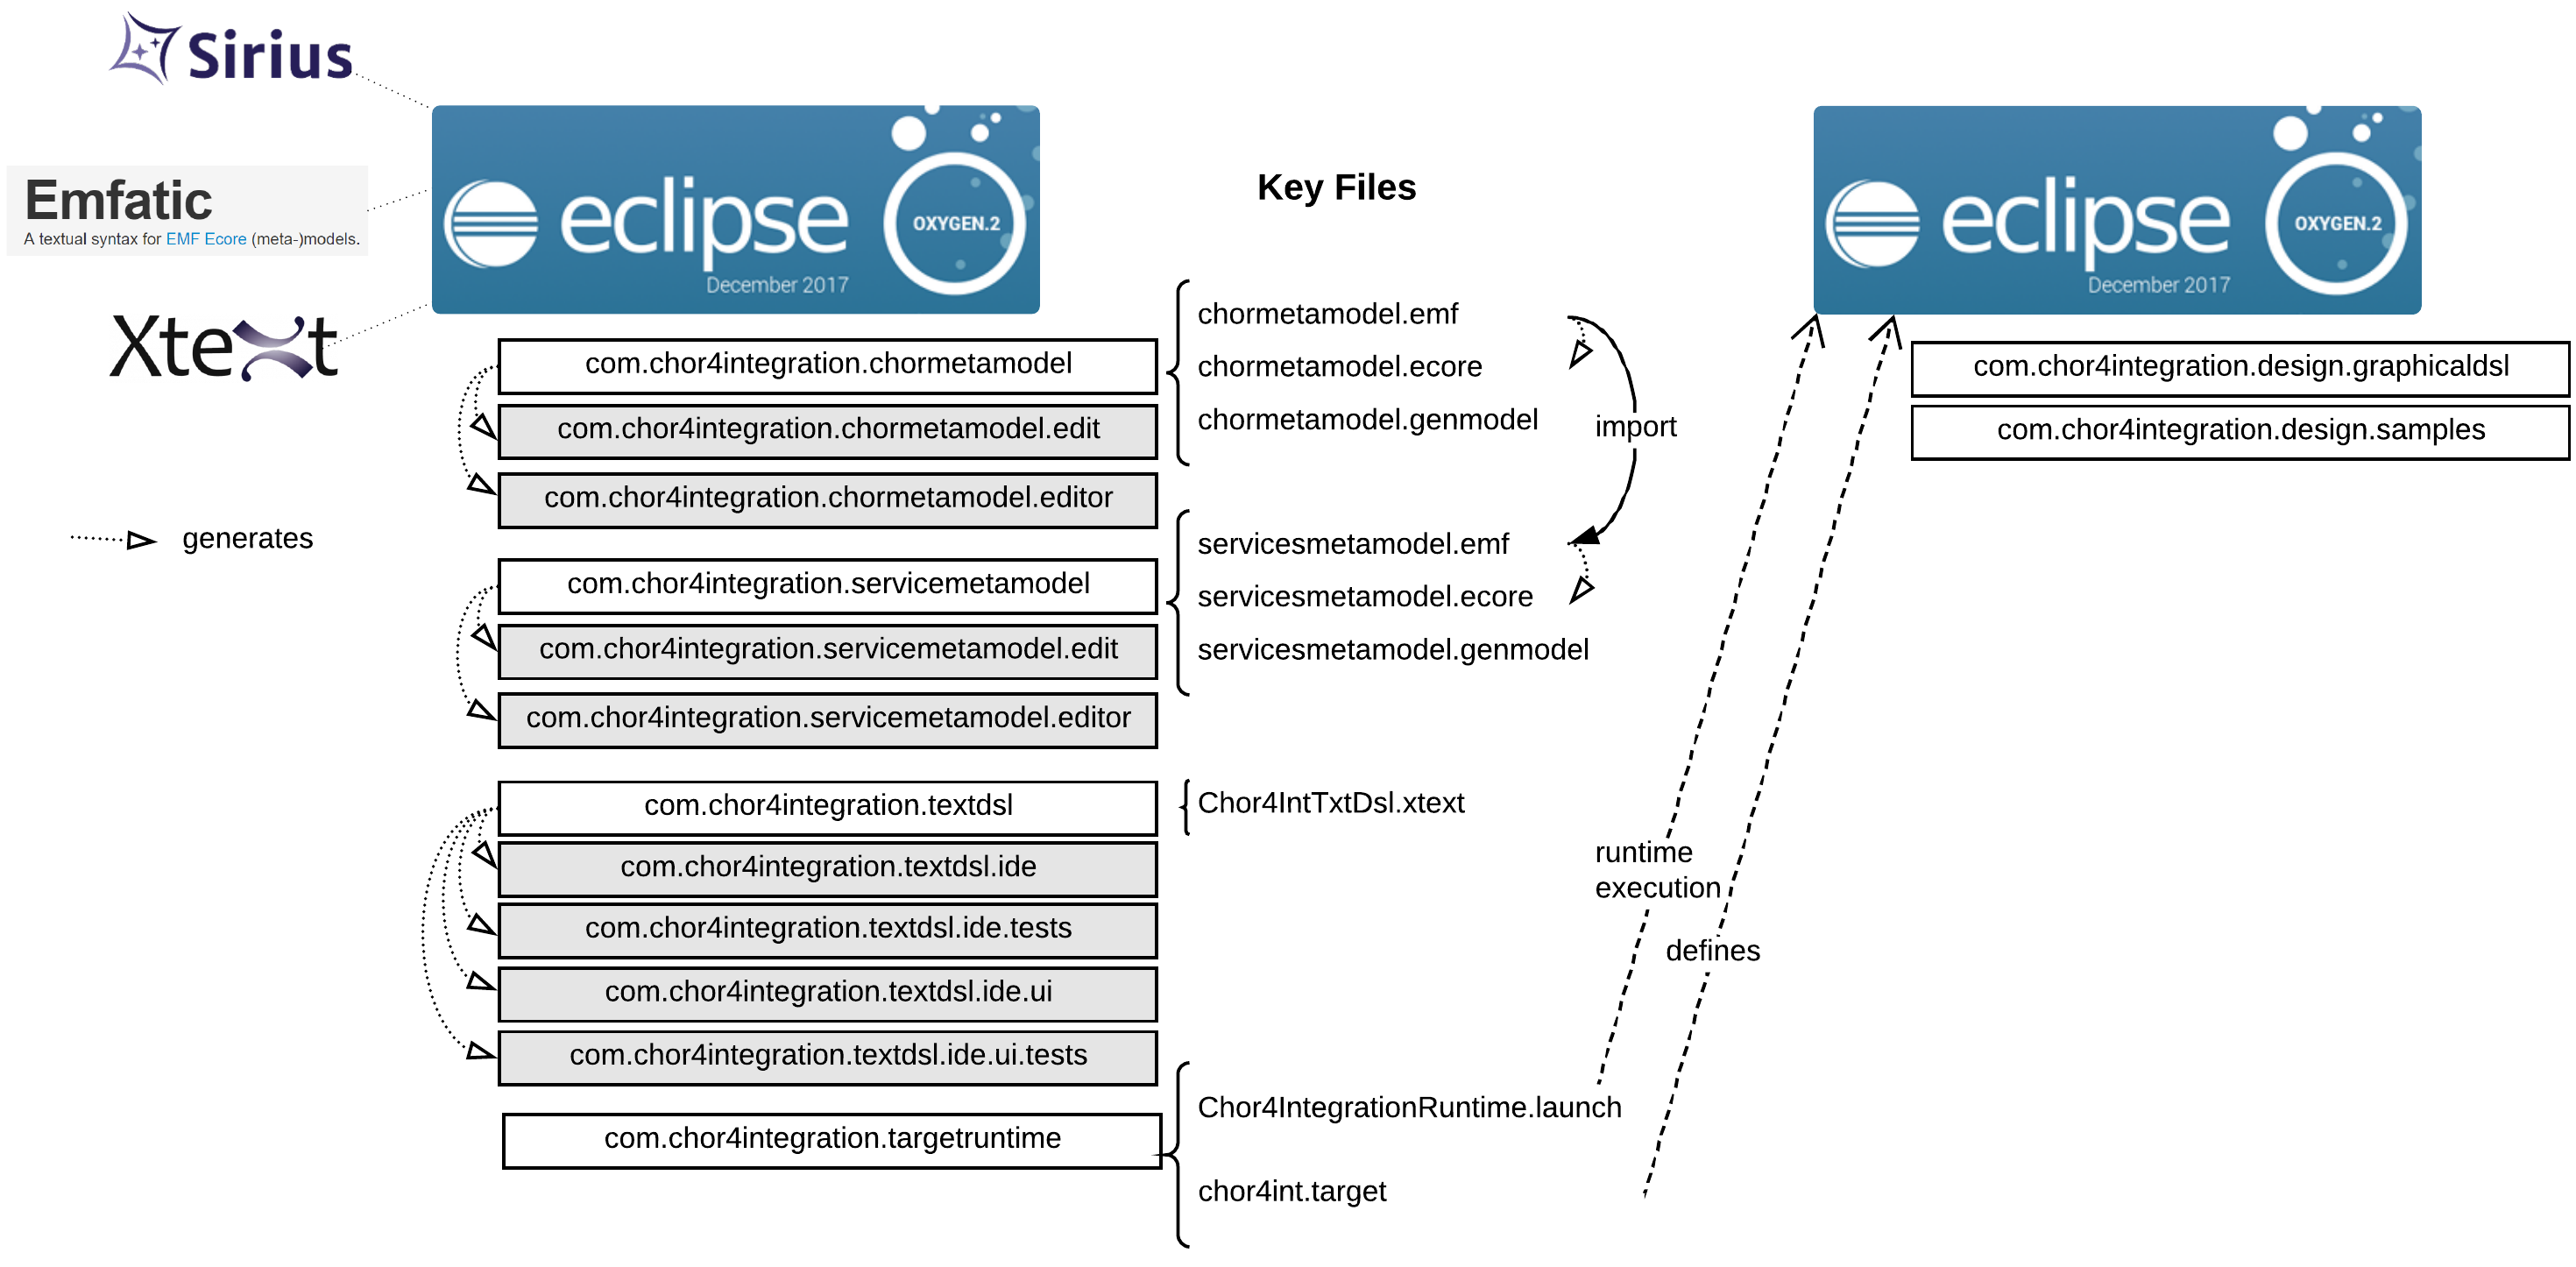 Sirius
Emfatic
A textual syntax for EMF Ecore (meta-)models.
Xtext
generates
eclipse
OXYGEN.2
December 2017
com.chor4integration.chormetamodel
com.chor4integration.chormetamodel.edit
com.chor4integration.chormetamodel.editor
com.chor4integration.servicemetamodel
com.chor4integration.servicemetamodel.edit
com.chor4integration.servicemetamodel.editor
com.chor4integration.textdsl
com.chor4integration.textdsl.ide
com.chor4integration.textdsl.ide.tests
com.chor4integration.textdsl.ide.ui
com.chor4integration.textdsl.ide.ui.tests
com.chor4integration.targetruntime
Key Files
chormetamodel.emf
chormetamodel.ecore
chormetamodel.genmodel
import
servicesmetamodel.emf
servicesmetamodel.ecore
servicesmetamodel.genmodel
Chor4IntTxtDsl.xtext
runtime
execution
defines
Chor4IntegrationRuntime.launch
chor4int.target
eclipse
OXYGEN.2
December 2017
com.chor4integration.design.graphicaldsl
com.chor4integration.design.samples